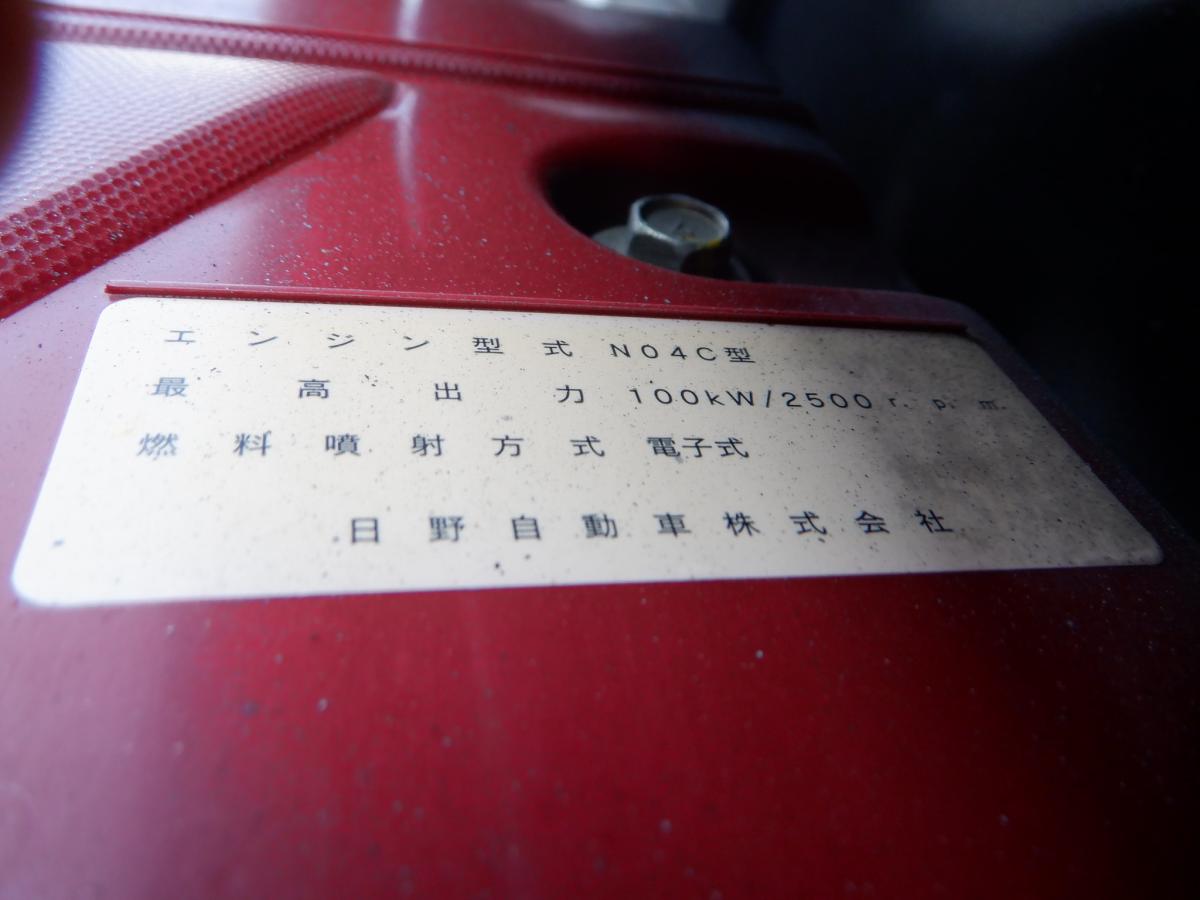 エンジン型式 N04C型
最高出力 100kW/2500r.p.m.
燃料噴射方式 電子式
日野自動車株式会社